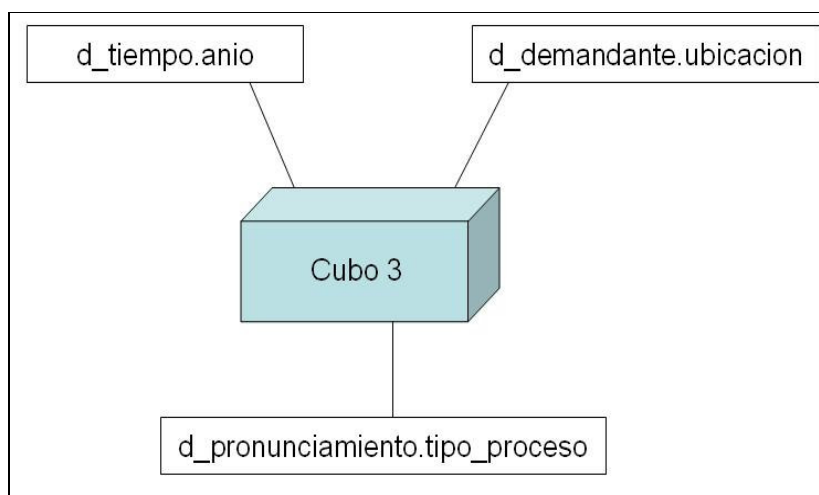 d_tiempo.anio
d_demandante.ubicacion
Cubo 3
d_pronunciamiento.tipo_proceso